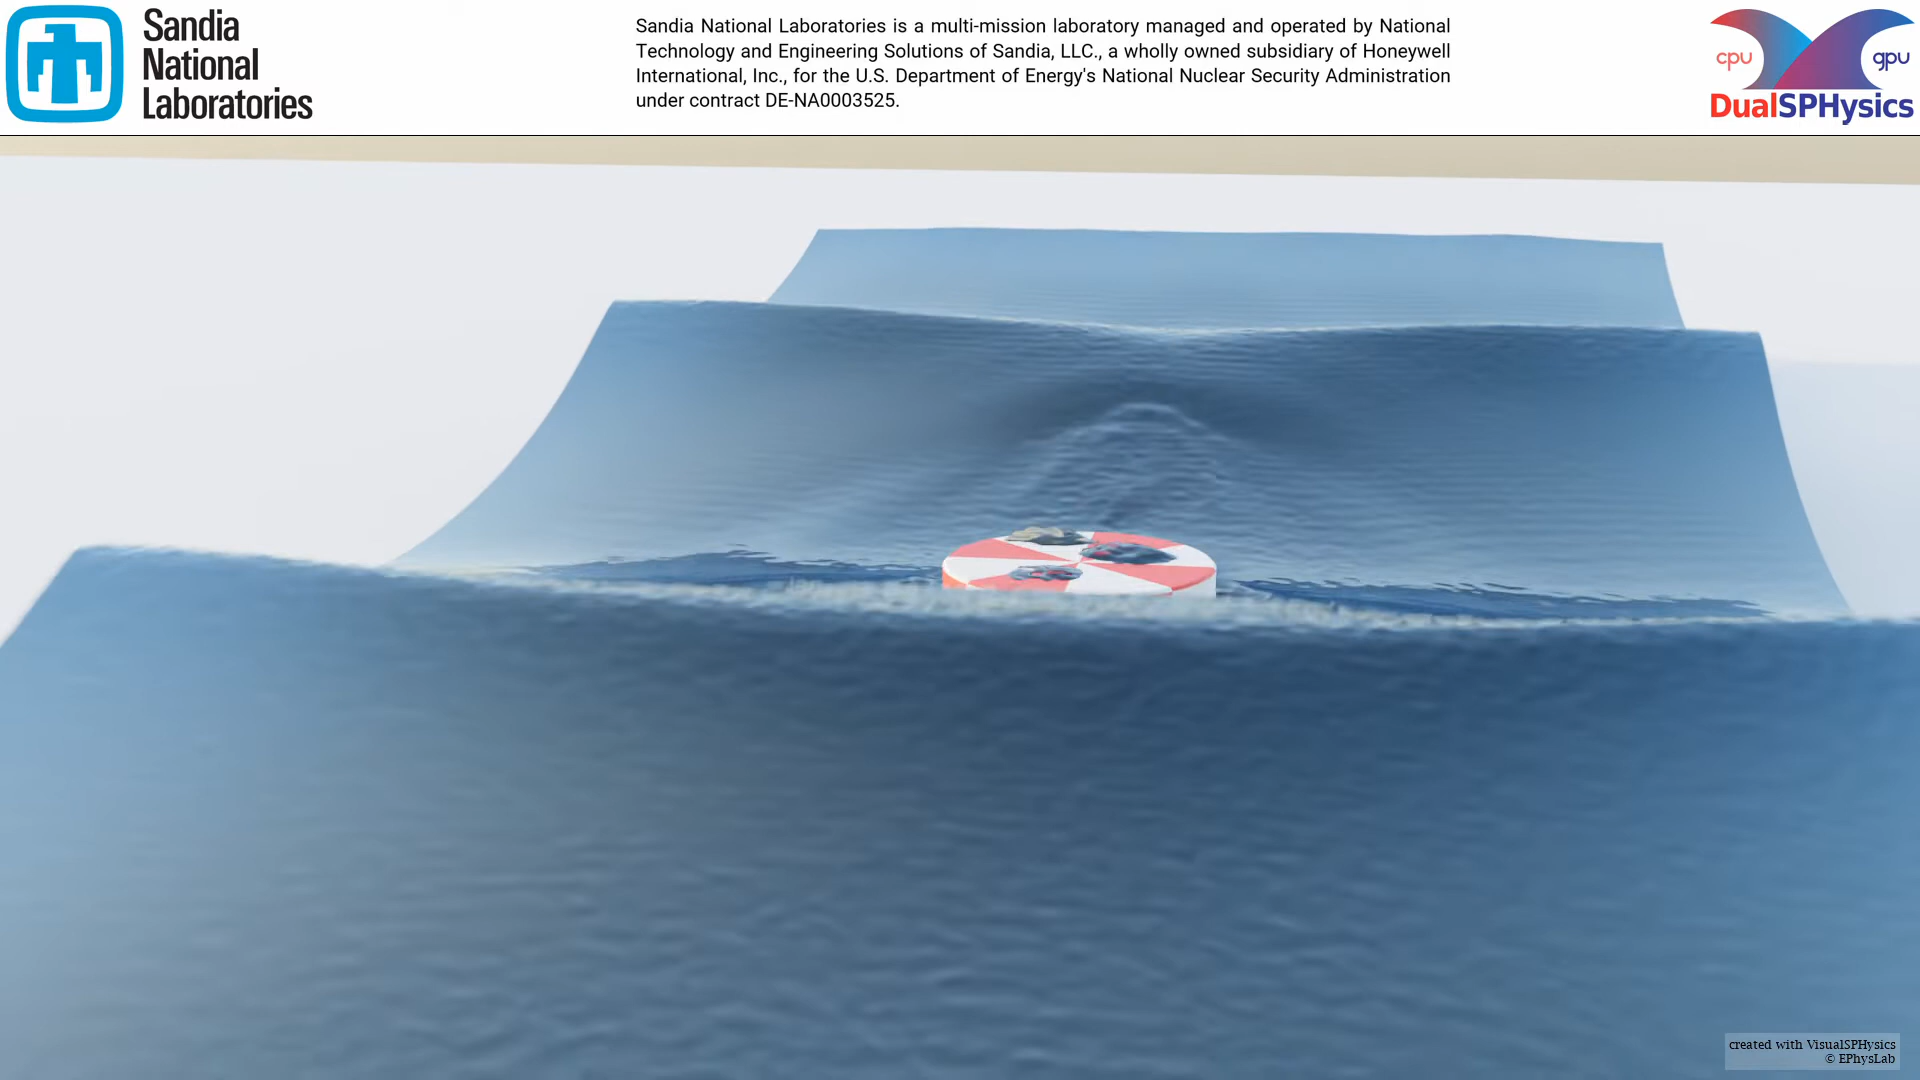 Sandia
National
Laboratories
Sandia National Laboratories is a multi-mission laboratory managed and operated by National
Technology and Engineering Solutions of Sandia, LLC., a wholly owned subsidiary of Honeywell
International, Inc., for the U.S. Department of Energy's National Nuclear Security Administration
under contract DE-NA0003525.
cpu
gpu
DualSPHysics
created with VisualSPHysics
© EPhysLab